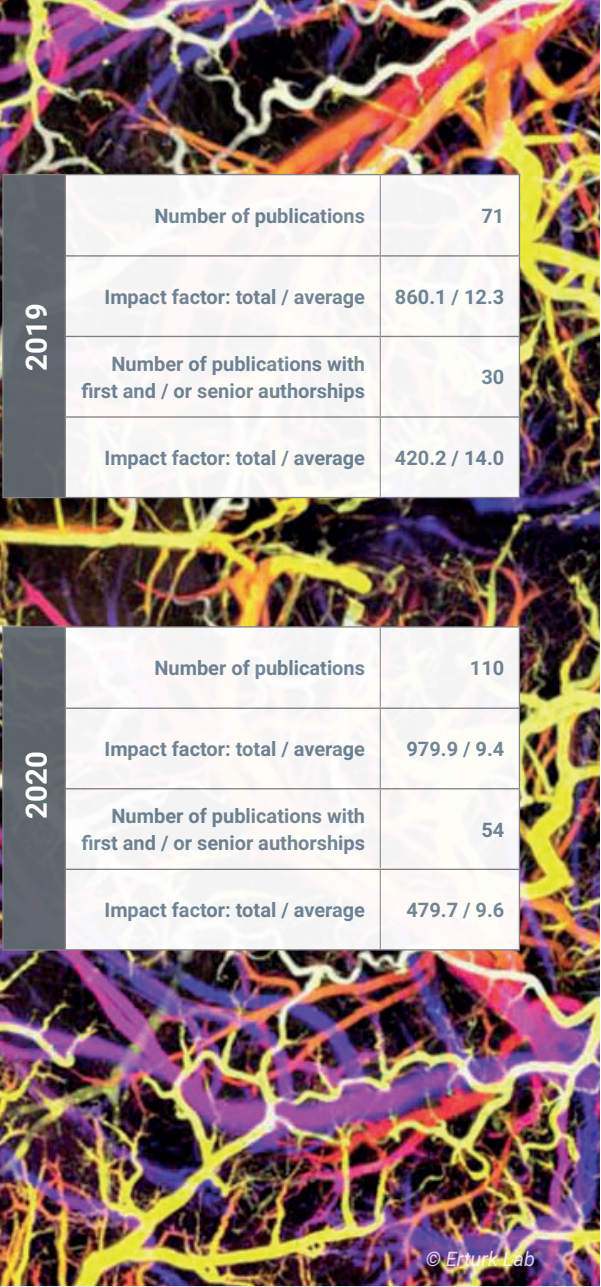 2019
Number of publications 71
Impact factor: total / average 860.1 / 12.3
Number of publications with
first and / or senior authorships 30
Impact factor: total / average 420.2 / 14.0
2020
Number of publications 110
Impact factor: total / average 979.9 / 9.4
Number of publications with
first and / or senior authorships 54
Impact factor: total / average 479.7 / 9.6
© Erturk Lab